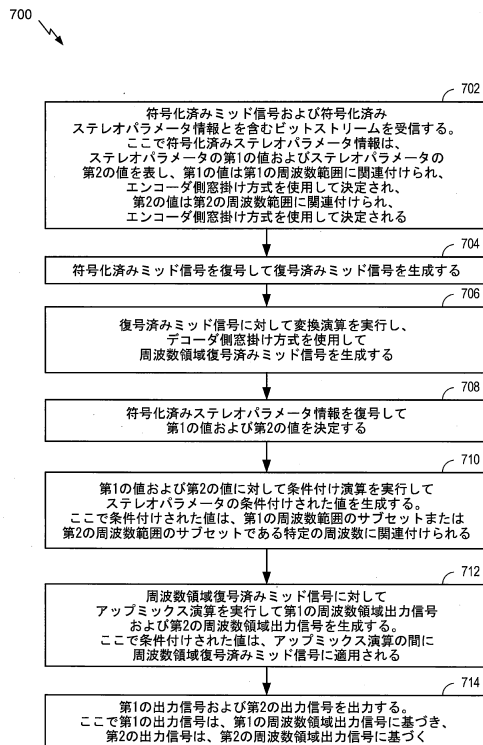 700
702
符号化済みミッド信号および符号化済み
ステレオパラメータ情報とを含むビットストリームを受信する。
ここで符号化済みステレオパラメータ情報は、
ステレオパラメータの第1の値およびステレオパラメータの
第2の値を表し、第1の値は第1の周波数範囲に関連付けられ、
エンコーダ側窓掛け方式を使用して決定され、
第2の値は第2の周波数範囲に関連付けられ、
エンコーダ側窓掛け方式を使用して決定される
704
符号化済みミッド信号を復号して復号済みミッド信号を生成する
706
復号済みミッド信号に対して変換演算を実行し、
デコーダ側窓掛け方式を使用して
周波数領域復号済みミッド信号を生成する
708
符号化済みステレオパラメータ情報を復号して
第1の値および第2の値を決定する
710
第1の値および第2の値に対して条件付け演算を実行して
ステレオパラメータの条件付けされた値を生成する。
ここで条件付けされた値は、第1の周波数範囲のサブセットまたは
第2の周波数範囲のサブセットである特定の周波数に関連付けられる
712
周波数領域復号済みミッド信号に対して
アップミックス演算を実行して第1の周波数領域出力信号
および第2の周波数領域出力信号を生成する。
ここで条件付けされた値は、アップミックス演算の間に
周波数領域復号済みミッド信号に適用される
714
第1の出力信号および第2の出力信号を出力する。
ここで第1の出力信号は、第1の周波数領域出力信号に基づき、
第2の出力信号は、第2の周波数領域出力信号に基づく